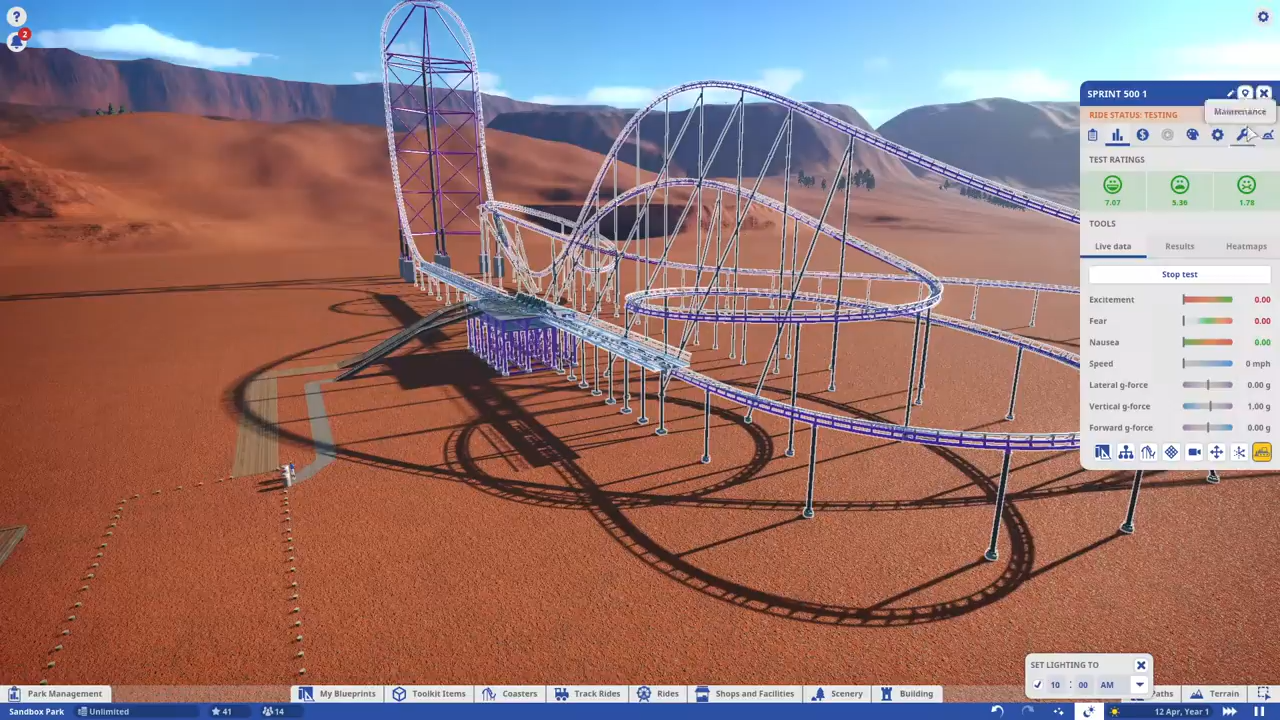 ?
2
SPRINT 500 1
Maintenance
RIDE STATUS: TESTING
TEST RATINGS
7.07 5.36 1.78
TOOLS
Live data Results Heatmaps
Stop test
Excitement 0.00
Fear 0.00
Nausea 0.00
Speed 0 mph
Lateral g-force 0.00 g
Vertical g-force 1.00 g
Forward g-force 0.00 g
SET LIGHTING TO
10 : 00 AM
Park Management My Blueprints Toolkit Items Coasters Track Rides Rides Shops and Facilities Scenery Building Paths Terrain
Sandbox Park Unlimited 41 14 12 Apr, Year 1